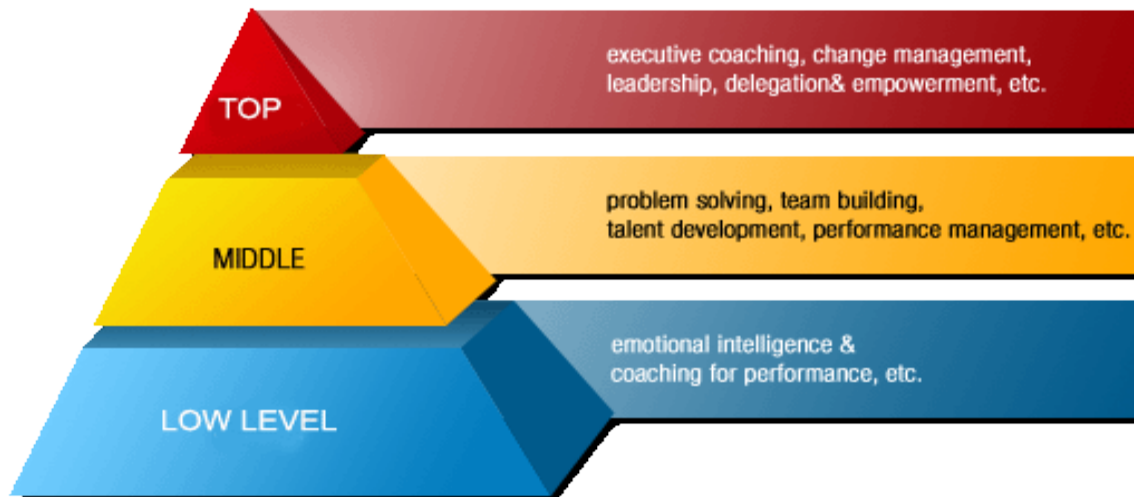 TOP
executive coaching, change management,
leadership, delegation& empowerment, etc.
MIDDLE
problem solving, team building,
talent development, performance management, etc.
LOW LEVEL
emotional intelligence &
coaching for performance, etc.